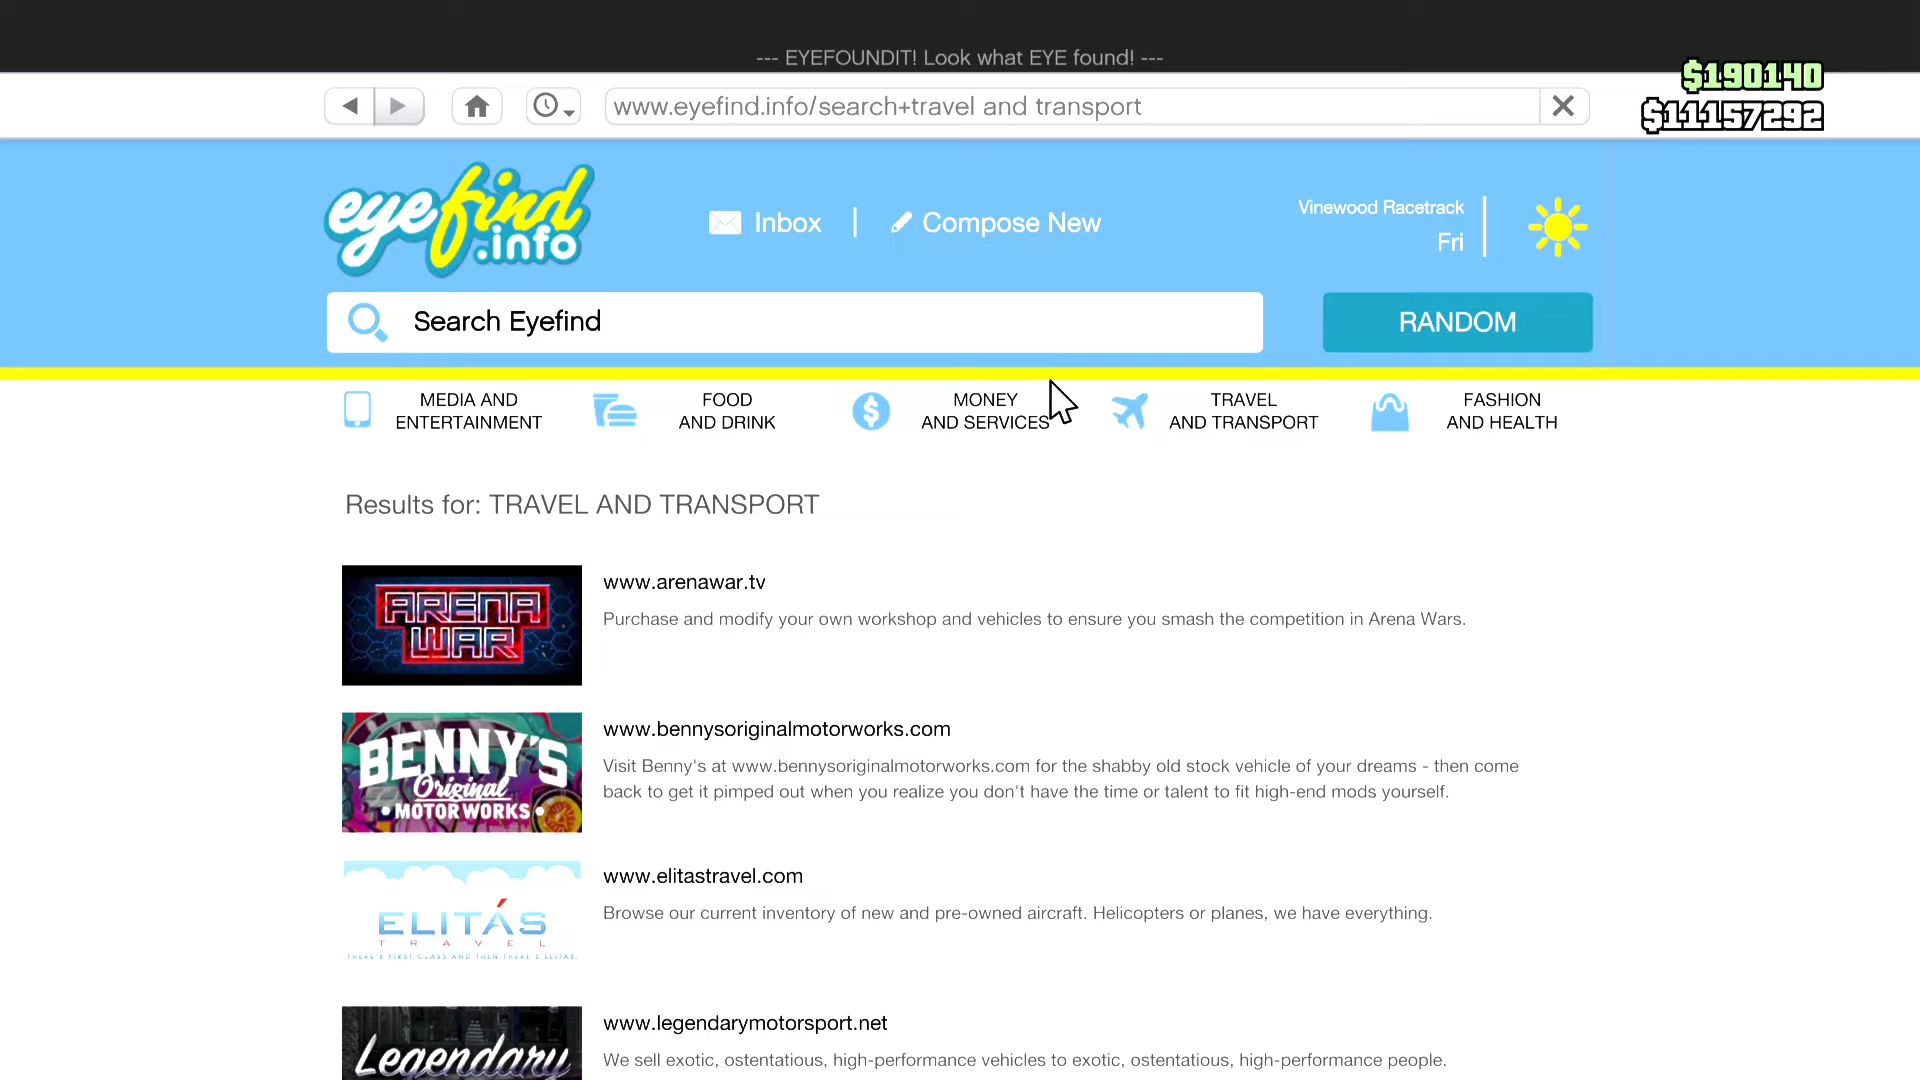 --- EYEFOUNDIT! Look what EYE found! ---
$190140
www.eyefind.info/search+travel and transport
$11157292
eyefind
.info
Inbox
Compose New
Vinewood Racetrack
Fri
Search Eyefind
RANDOM
MEDIA AND
ENTERTAINMENT
FOOD
AND DRINK
MONEY
AND SERVICES
TRAVEL
AND TRANSPORT
FASHION
AND HEALTH
Results for: TRAVEL AND TRANSPORT
ARENA
WAR
www.arenawar.tv
Purchase and modify your own workshop and vehicles to ensure you smash the competition in Arena Wars.
BENNY'S
Original
MOTOR WORKS
www.bennysoriginalmotorworks.com
Visit Benny's at www.bennysoriginalmotorworks.com for the shabby old stock vehicle of your dreams - then come
back to get it pimped out when you realize you don't have the time or talent to fit high-end mods yourself.
ELITÁS
TRAVEL
THERE'S FIRST CLASS AND THEN THERE'S ELITAS.
www.elitastravel.com
Browse our current inventory of new and pre-owned aircraft. Helicopters or planes, we have everything.
Legendary
www.legendarymotorsport.net
We sell exotic, ostentatious, high-performance vehicles to exotic, ostentatious, high-performance people.